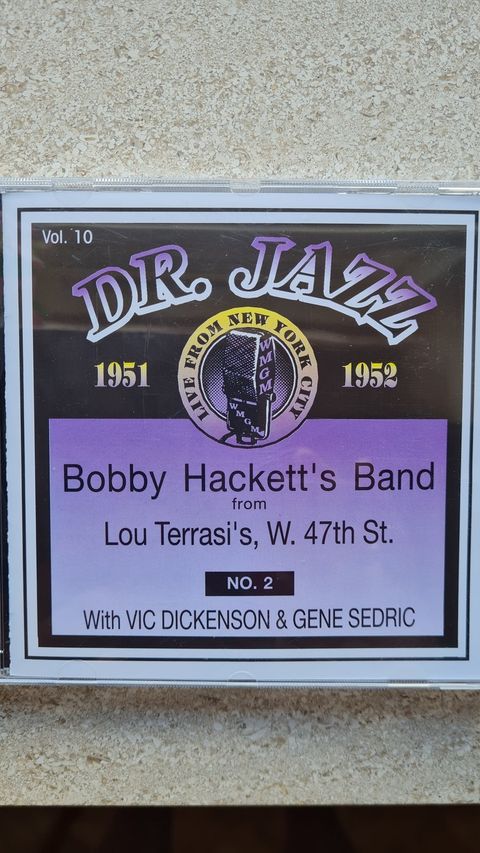 Vol. 10
DR. JAZZ
LIVE FROM NEW YORK CITY
WMGM
WMGM
1951
1952
Bobby Hackett's Band
from
Lou Terrasi's, W. 47th St.
NO. 2
With VIC DICKENSON & GENE SEDRIC